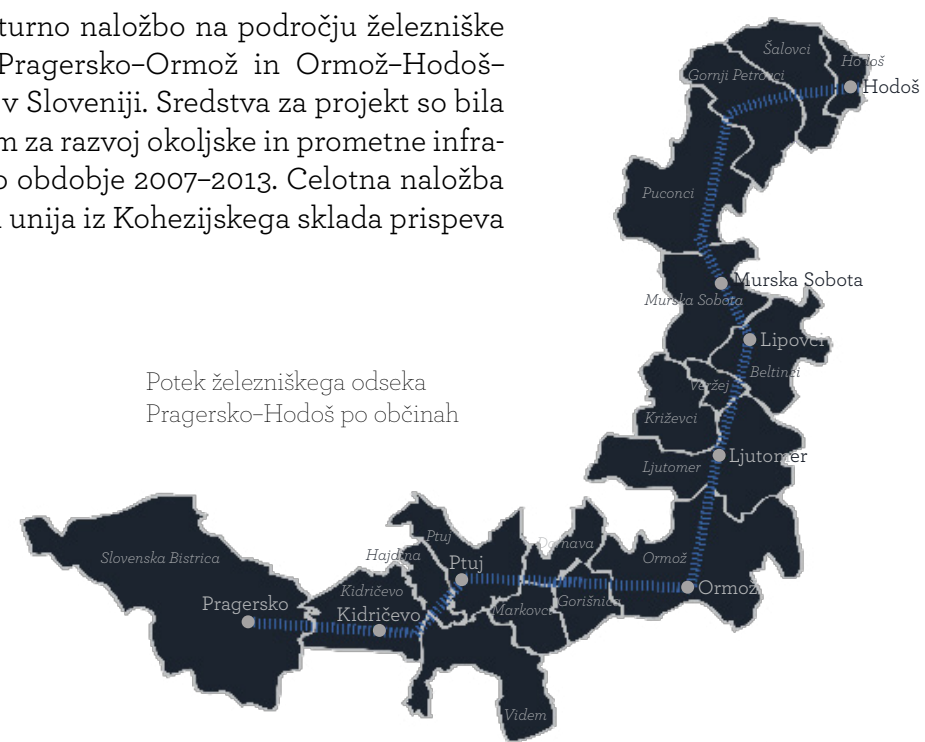 turno naložbo na področju železniške
Pragersko–Ormož in Ormož–Hodoš–
v Sloveniji. Sredstva za projekt so bila
m za razvoj okoljske in prometne infra-
o obdobje 2007–2013. Celotna naložba
unija iz Kohezijskega sklada prispeva
Potek železniškega odseka
Pragersko–Hodoš po občinah
Šalovci
Hodoš
Gornji Petrovci
Hodoš
Puconci
Murska Sobota
Murska Sobota
Lipovci
Beltinci
Veržej
Križevci
Ljutomer
Ljutomer
Ptuj
Dornava
Hajdina
Slovenska Bistrica
Ormož
Ptuj
Kidričevo
Ormož
Pragersko
Gorišnica
Markovci
Kidričevo
Videm